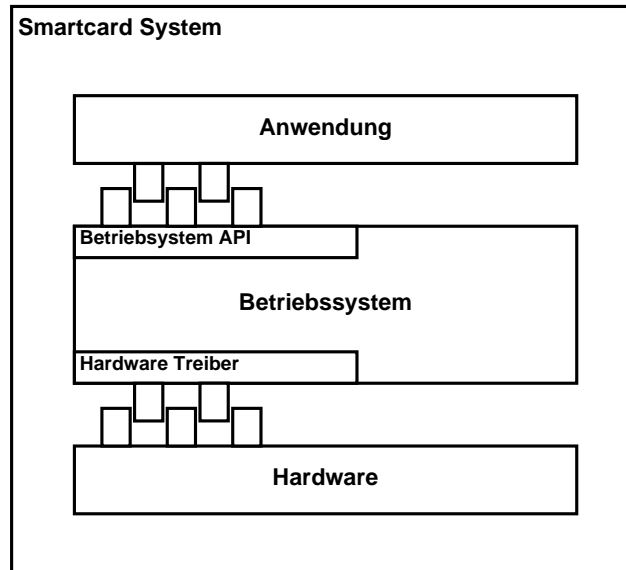 Smartcard System
Anwendung
Betriebsystem API
Betriebssystem
Hardware Treiber
Hardware